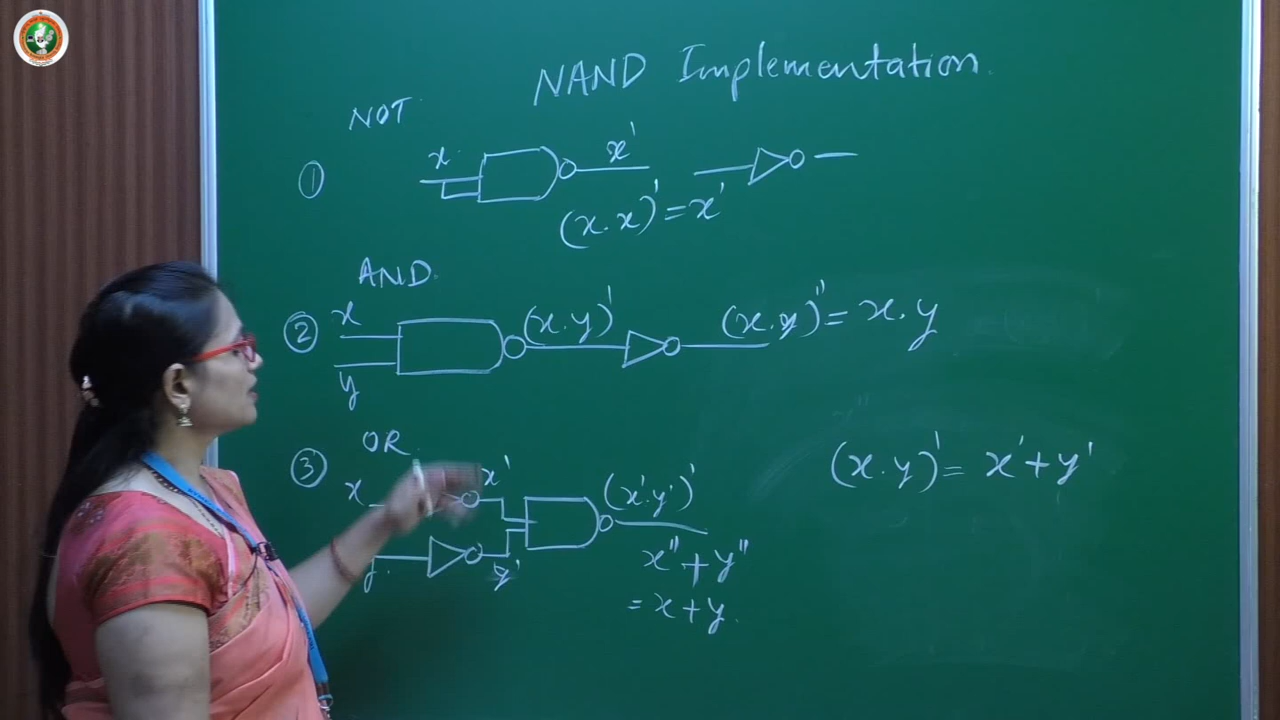 NAND Implementation.
NOT.
① x x'
(x.x)' = x'
AND.
② x (x.y)' (x.y)'' = x.y
y
OR
③ x x' (x'.y')'
(x.y)' = x' + y'
y y'
x'' + y''
= x + y.